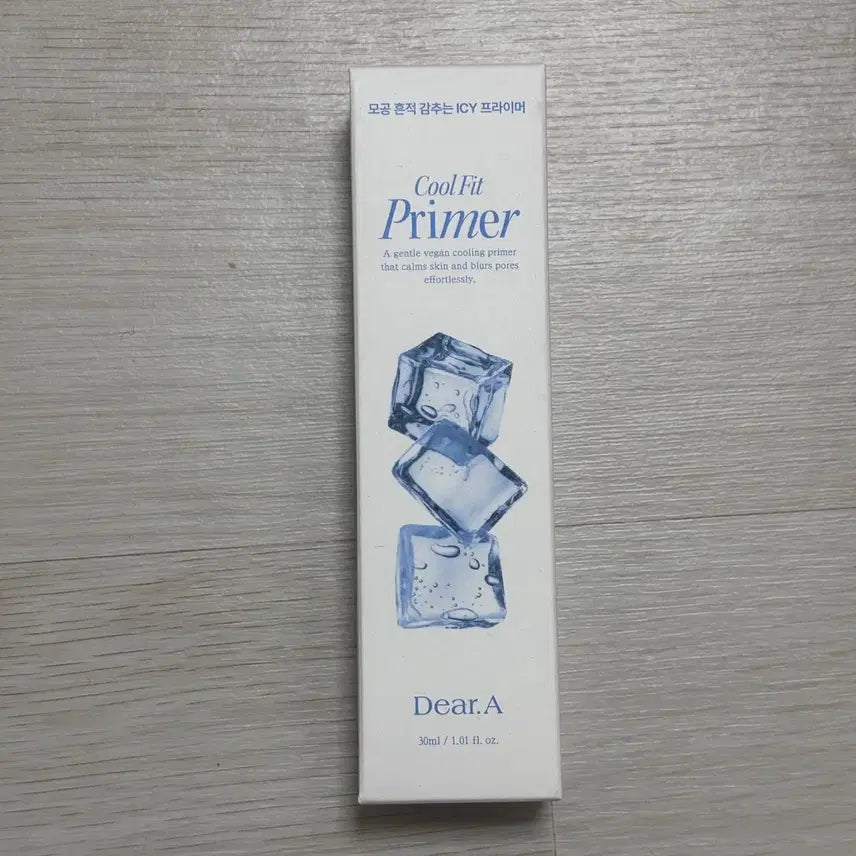 모공 흔적 감추는 ICY 프라이머
Cool Fit
Primer
A gentle vegan cooling primer
that calms skin and blurs pores
effortlessly.
Dear.A
30ml / 1.01 fl. oz.